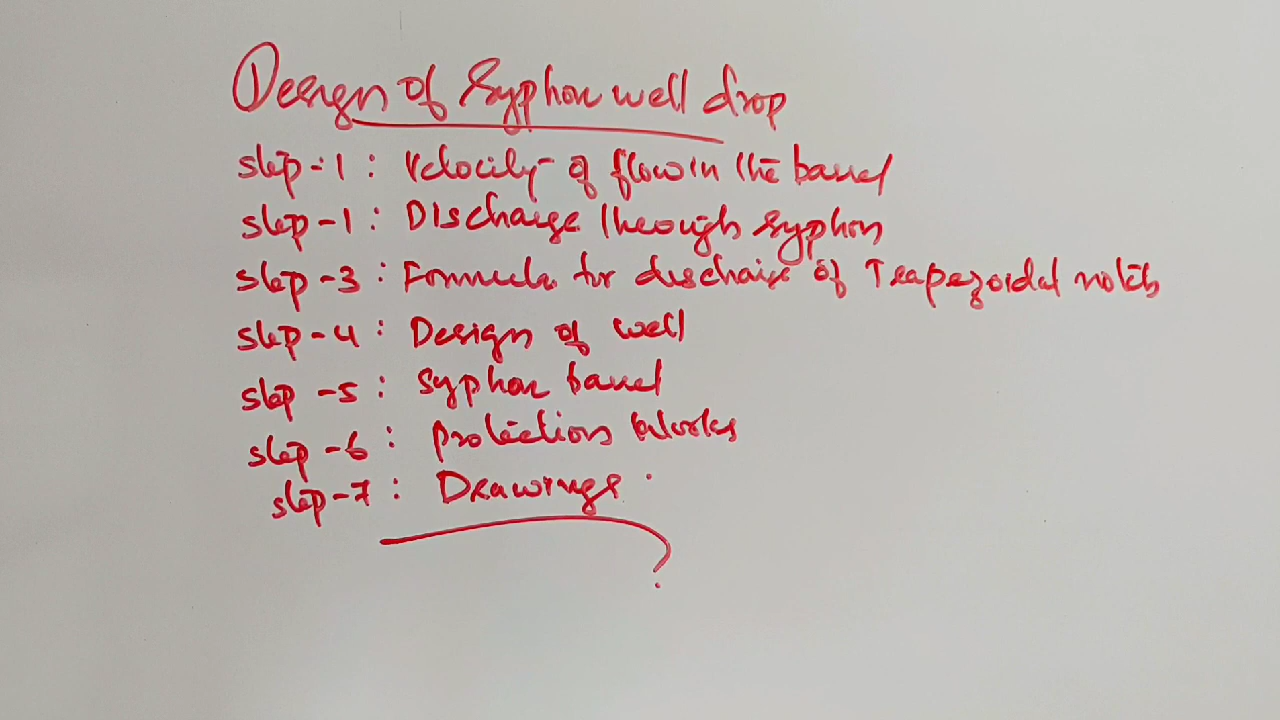 Design of Syphon well drop
step-1 : Velocity of flow in the barrel
step-1 : Discharge through syphon
step-3 : Formula for discharge of Trapezoidal notch
step-4 : Design of well
step-5 : syphon barrel
step-6 : protection works
step-7 : Drawings .